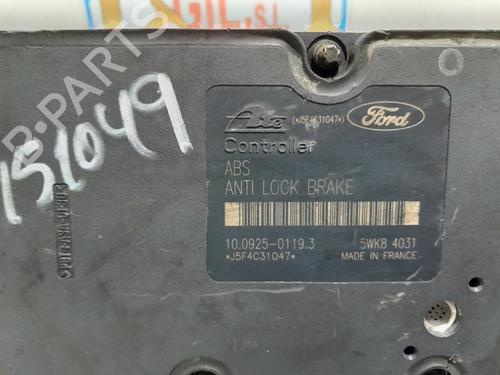 GIL, S.L
B-PARTS
151049
Ate
(*J5F4C31047*)
Ford
Controller
ABS
ANTI LOCK BRAKE
10.0925-0119.3
5WK8 4031
*J5F4C31047*
MADE IN FRANCE